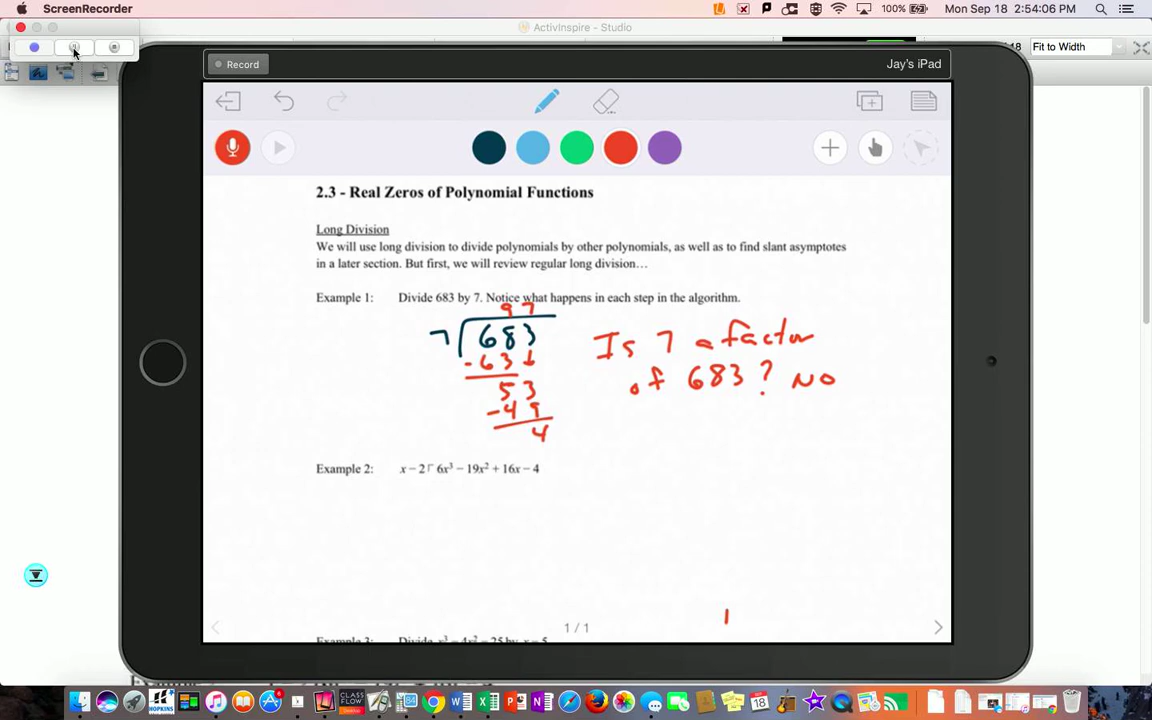 ScreenRecorder
100%
Mon Sep 18 2:54:06 PM
ActivInspire - Studio
Fit to Width
Record
Jay's iPad
2.3 - Real Zeros of Polynomial Functions
Long Division
We will use long division to divide polynomials by other polynomials, as well as to find slant asymptotes
in a later section. But first, we will review regular long division…
Example 1: Divide 683 by 7. Notice what happens in each step in the algorithm.
97
7 683
-63↓
53
-49
4
Is 7 a factor
of 683? NO
Example 2: x − 2⟌ 6x³ − 19x² + 16x − 4
1 / 1